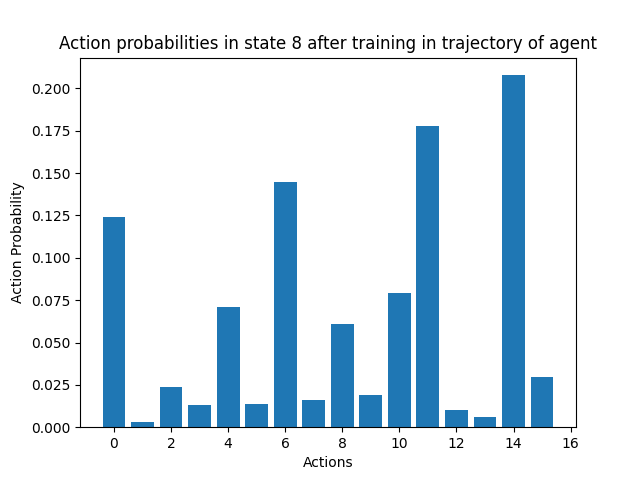 Action probabilities in state 8 after training in trajectory of agent
0.200
0.175
0.150
0.125
0.100
0.075
0.050
0.025
0.000
Action Probability
0 2 4 6 8 10 12 14 16
Actions